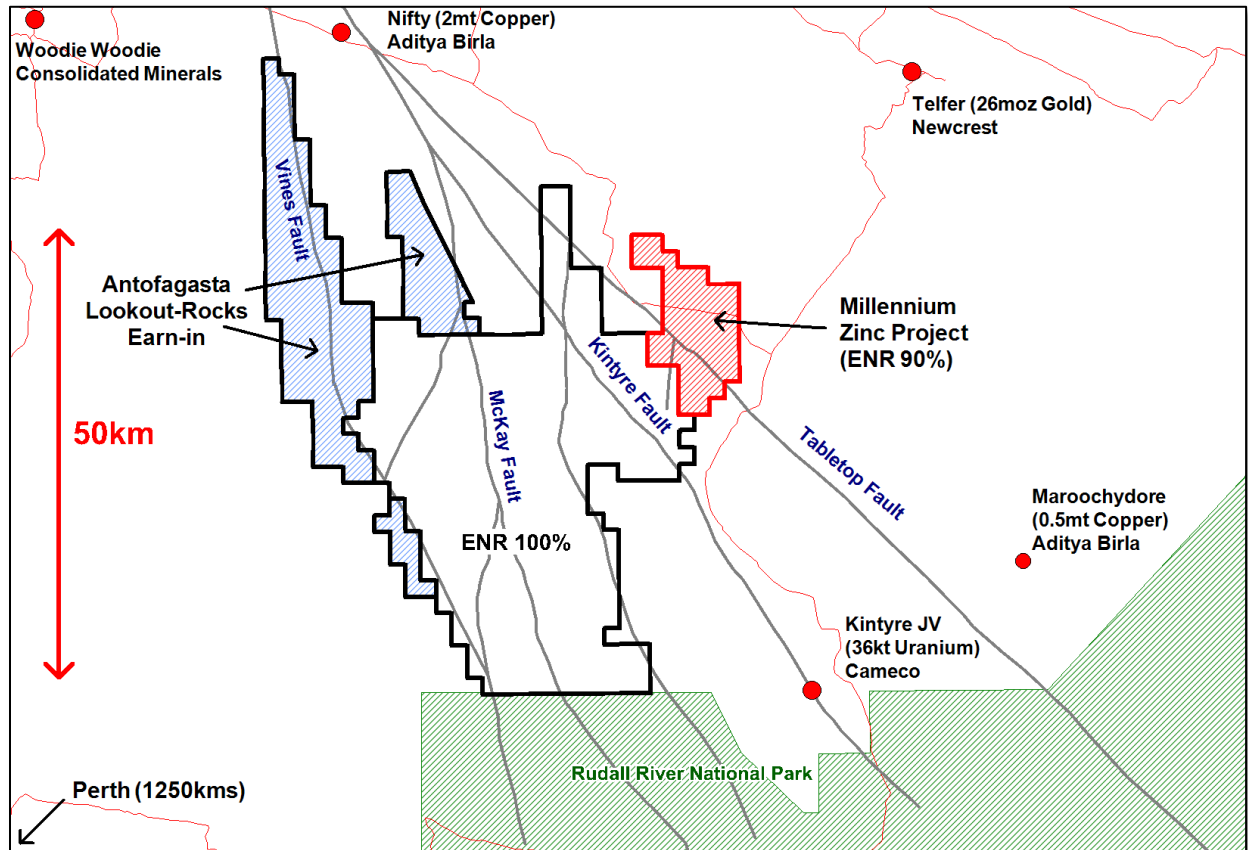 Woodie Woodie
Consolidated Minerals
Nifty (2mt Copper)
Aditya Birla
Telfer (26moz Gold)
Newcrest
Vines Fault
Antofagasta
Lookout-Rocks
Earn-in
Millennium
Zinc Project
(ENR 90%)
50km
Kintyre Fault
McKay Fault
Tabletop Fault
Maroochydore
(0.5mt Copper)
Aditya Birla
ENR 100%
Kintyre JV
(36kt Uranium)
Cameco
Rudall River National Park
Perth (1250kms)